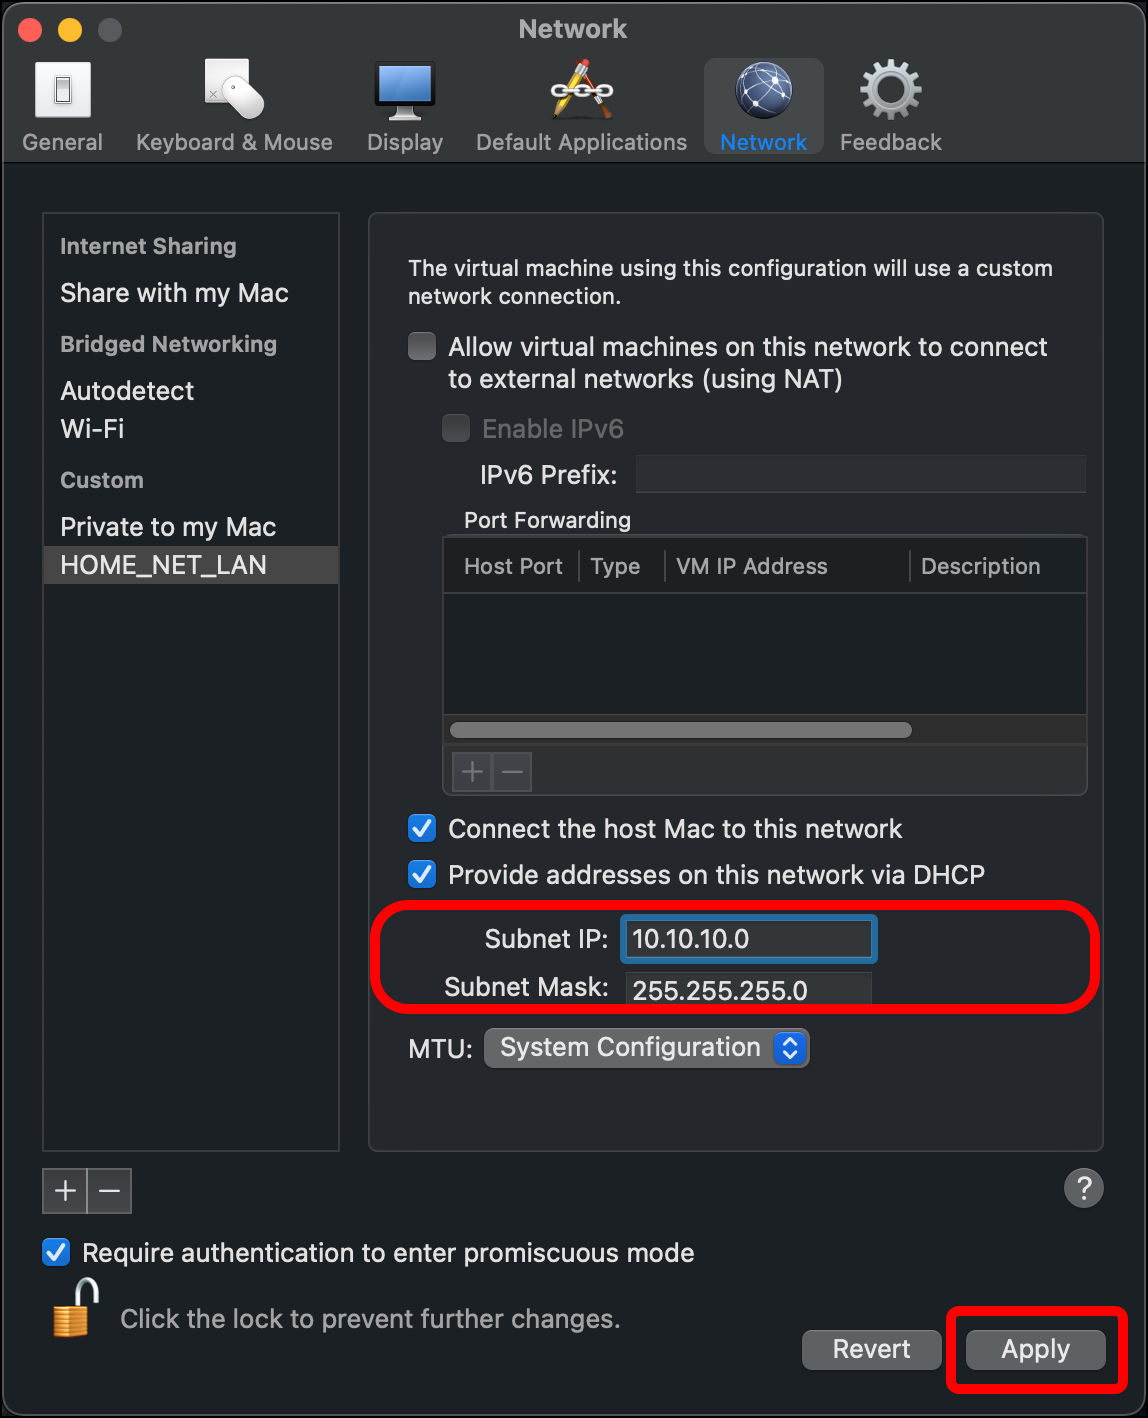 Network
General
Keyboard & Mouse
Display
Default Applications
Network
Feedback
Internet Sharing
Share with my Mac
Bridged Networking
Autodetect
Wi-Fi
Custom
Private to my Mac
HOME_NET_LAN
The virtual machine using this configuration will use a custom
network connection.
Allow virtual machines on this network to connect
to external networks (using NAT)
Enable IPv6
IPv6 Prefix:
Port Forwarding
Host Port Type VM IP Address Description
+ −
Connect the host Mac to this network
Provide addresses on this network via DHCP
Subnet IP: 10.10.10.0
Subnet Mask: 255.255.255.0
MTU: System Configuration
+ −
?
Require authentication to enter promiscuous mode
Click the lock to prevent further changes.
Revert Apply